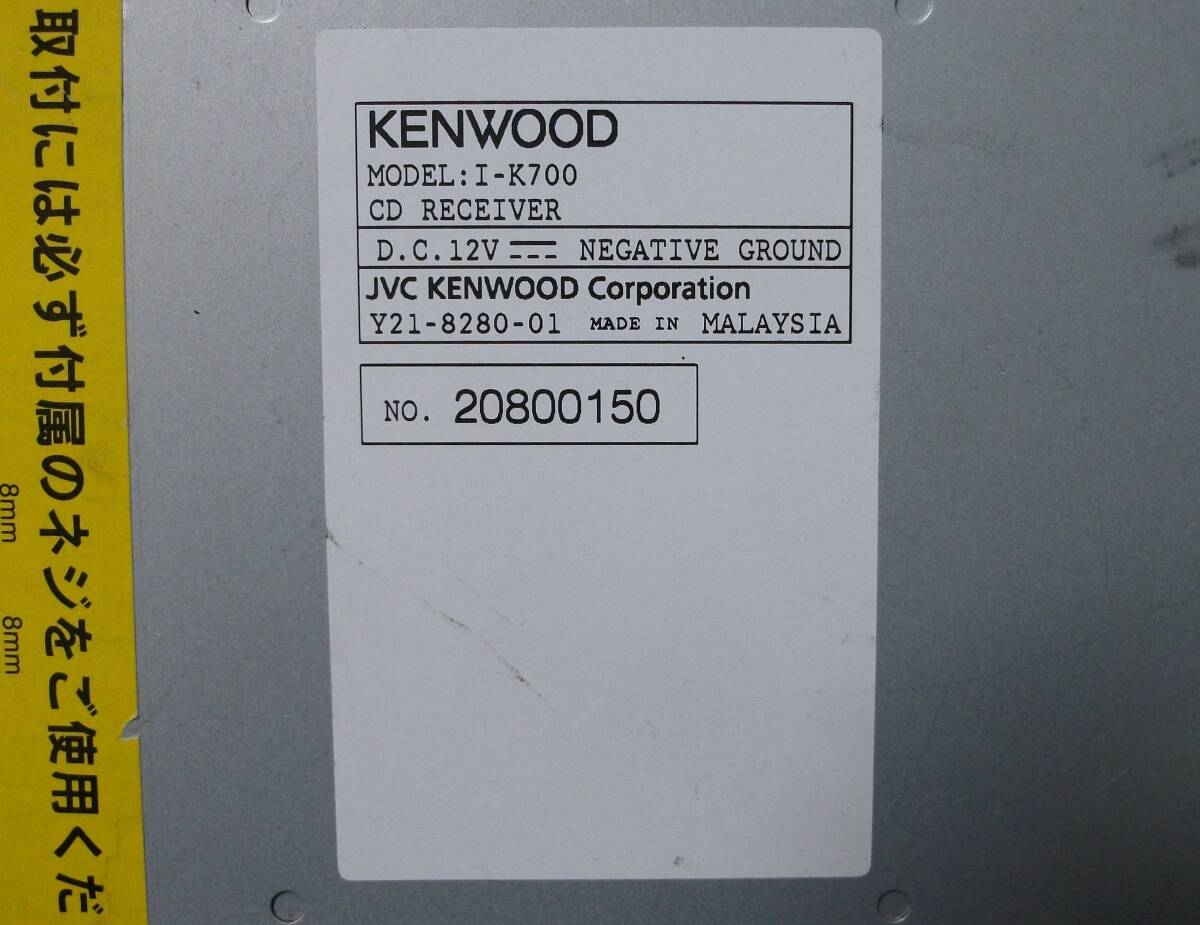 取付には必ず付属のネジをご使用くだ
8mm
8mm
KENWOOD
MODEL:I-K700
CD RECEIVER
D.C.12V NEGATIVE GROUND
JVC KENWOOD Corporation
Y21-8280-01 MADE IN MALAYSIA
NO. 20800150